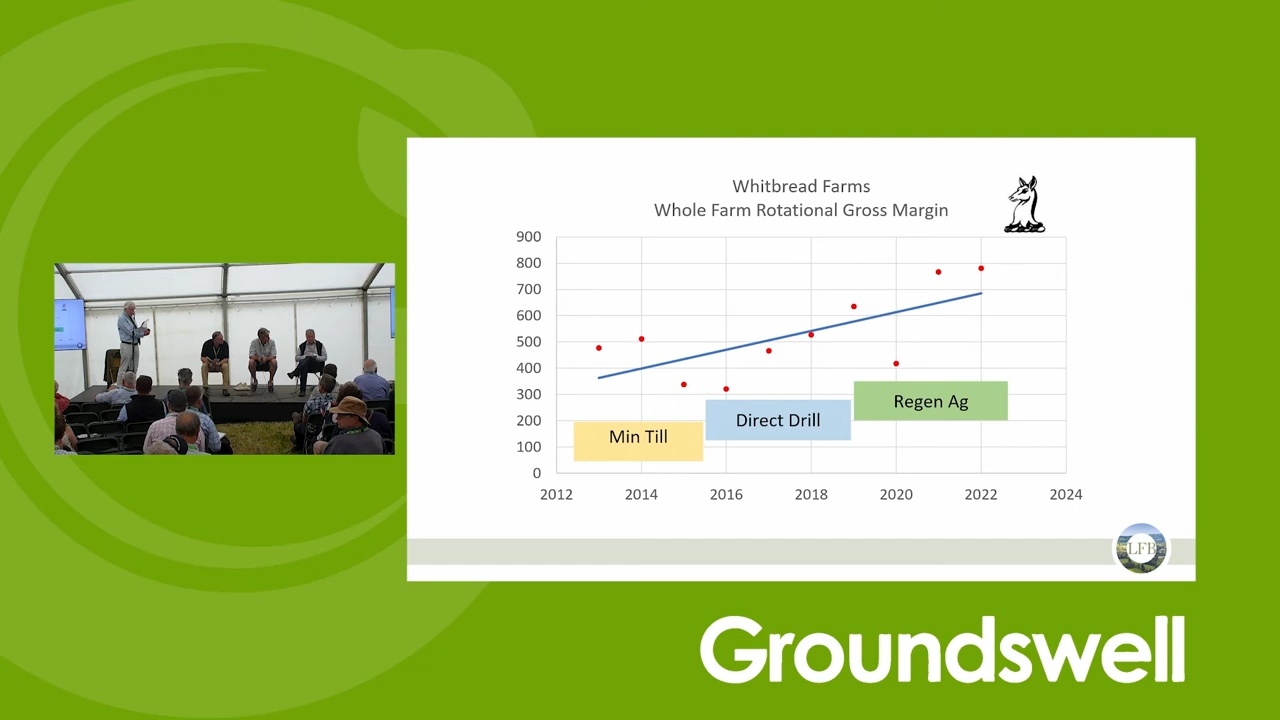 Whitbread Farms
Whole Farm Rotational Gross Margin
900
800
700
600
500
400
300
200
100
0
Min Till
Direct Drill
Regen Ag
2012 2014 2016 2018 2020 2022 2024
LFB
Groundswell